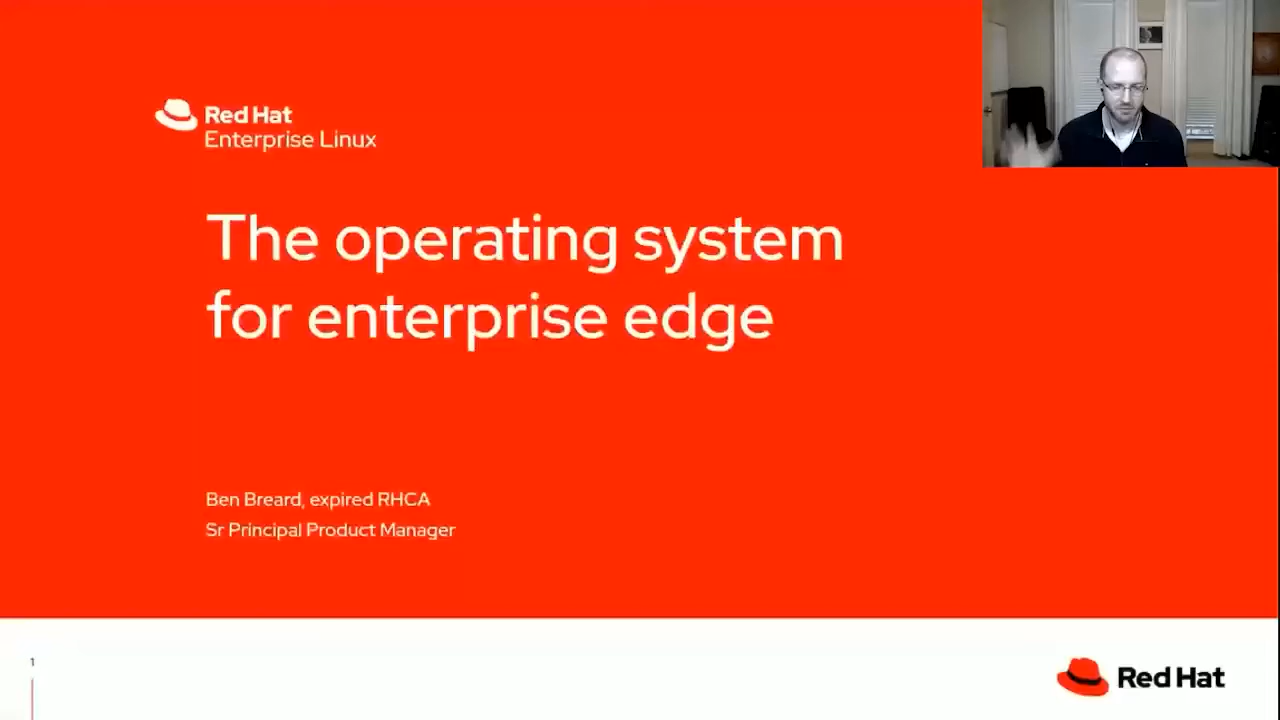 Red Hat
Enterprise Linux
The operating system
for enterprise edge
Ben Breard, expired RHCA
Sr Principal Product Manager
1
Red Hat